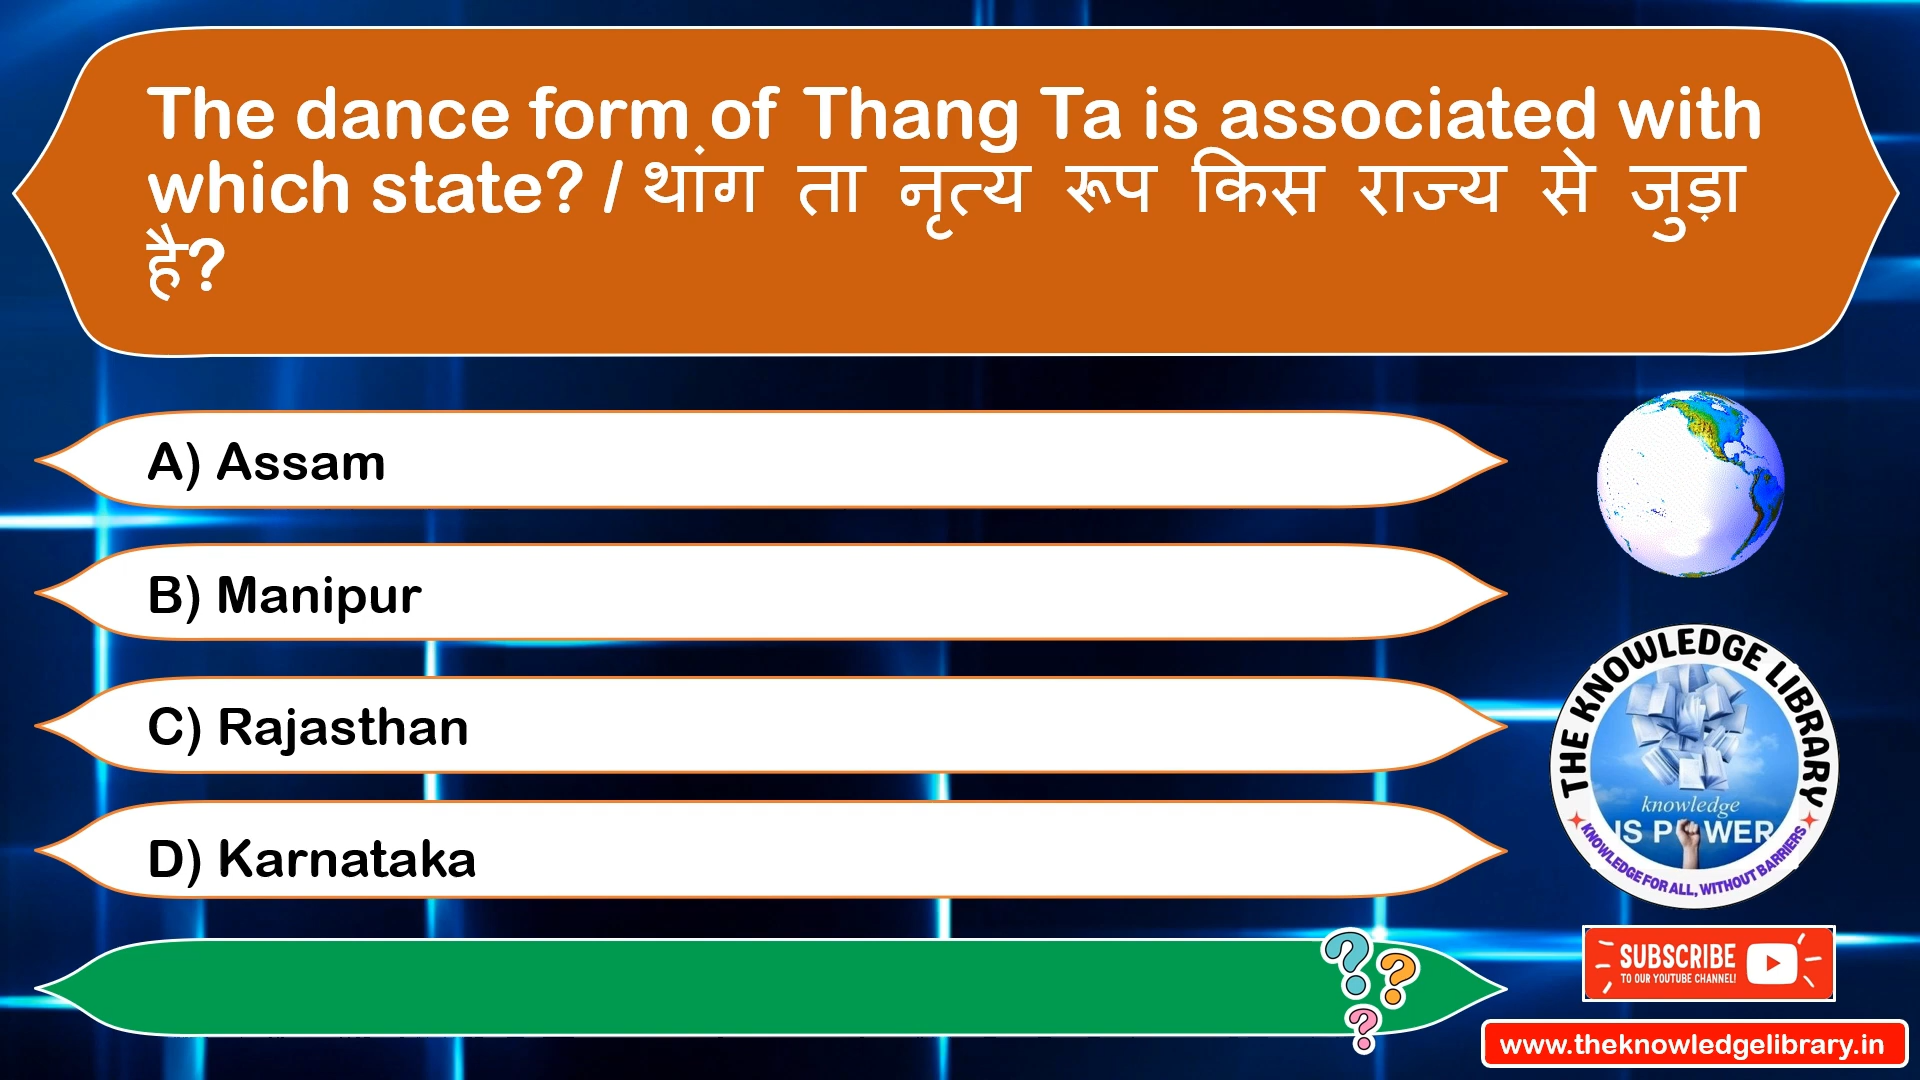 The dance form of Thang Ta is associated with
which state? / थांग ता नृत्य रूप किस राज्य से जुड़ा
है?
A) Assam
B) Manipur
C) Rajasthan
D) Karnataka
? ? ?
THE KNOWLEDGE LIBRARY
knowledge
IS POWER
KNOWLEDGE FOR ALL, WITHOUT BARRIERS
SUBSCRIBE
TO OUR YOUTUBE CHANNEL!
www.theknowledgelibrary.in